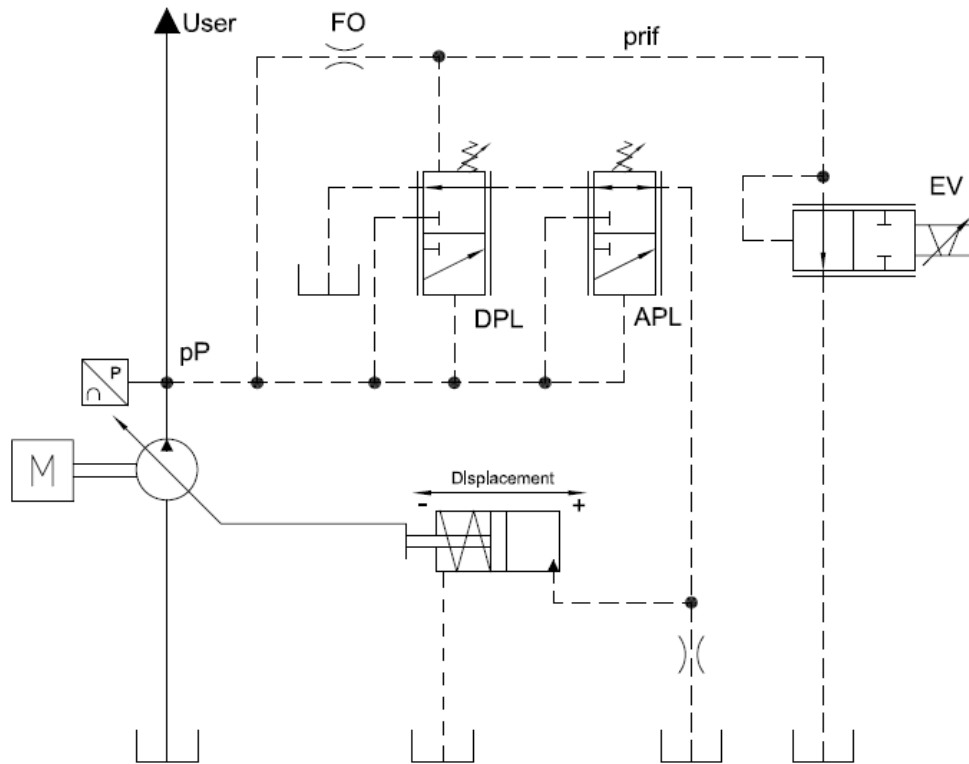 User
FO
prif
EV
DPL
APL
pP
P
∩
M
DIsplacement
-
+